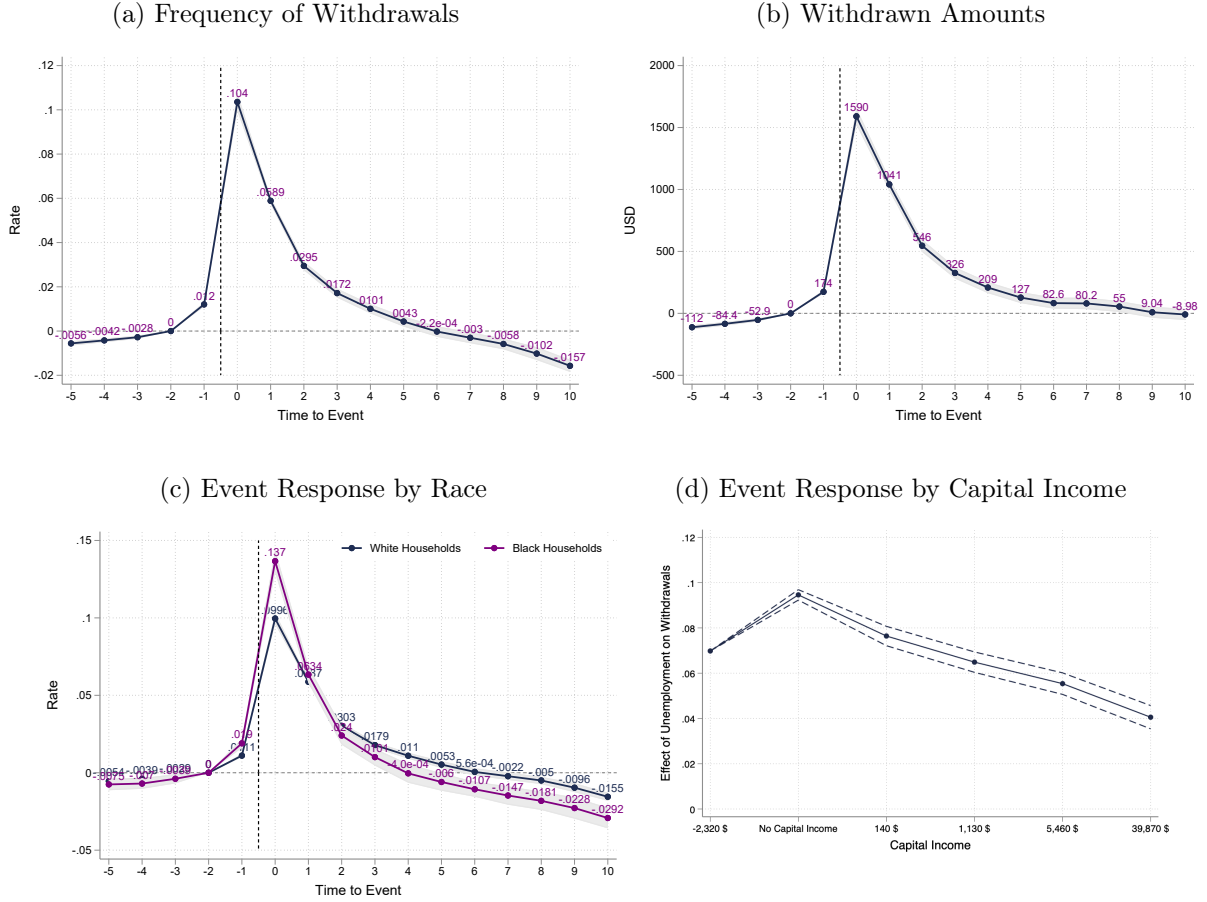 (a) Frequency of Withdrawals
.12
.1
.08
.06
.04
.02
0
-.02
Rate
-.0056 -.0042 -.0028 0 .012 .104 .0589 .0295 .0172 .0101 .0043 -2.2e-04 -.003 -.0058 -.0102 -.0157
-5 -4 -3 -2 -1 0 1 2 3 4 5 6 7 8 9 10
Time to Event
(b) Withdrawn Amounts
2000
1500
1000
500
0
-500
USD
-112 -84.4 -52.9 0 174 1590 1041 546 326 209 127 82.6 80.2 55 9.04 -8.98
-5 -4 -3 -2 -1 0 1 2 3 4 5 6 7 8 9 10
Time to Event
(c) Event Response by Race
White Households Black Households
.15
.1
.05
0
-.05
Rate
-.0054 -.0039 0 .0111 .0179 .011 .0053 5.6e-04 -.0022 -.005 -.0096 -.0155
-.0075 -.007 0 .019 .137 .0634 .024 .0101 -4.0e-04 -.006 -.0107 -.0147 -.0181 -.0228 -.0292
-5 -4 -3 -2 -1 0 1 2 3 4 5 6 7 8 9 10
Time to Event
(d) Event Response by Capital Income
.12
.1
.08
.06
.04
.02
0
Effect of Unemployment on Withdrawals
-2,320 $ No Capital Income 140 $ 1,130 $ 5,460 $ 39,870 $
Capital Income